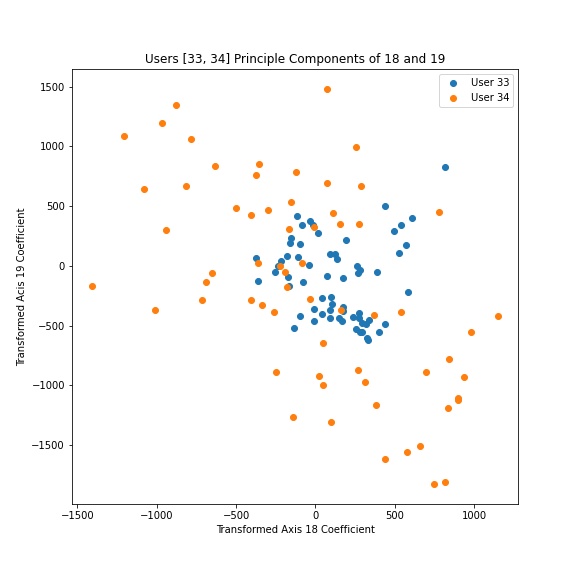 Users [33, 34] Principle Components of 18 and 19
User 33
User 34
1500
1000
500
0
−500
−1000
−1500
Transformed Acis 19 Coefficient
−1500
−1000
−500
0
500
1000
Transformed Axis 18 Coefficient